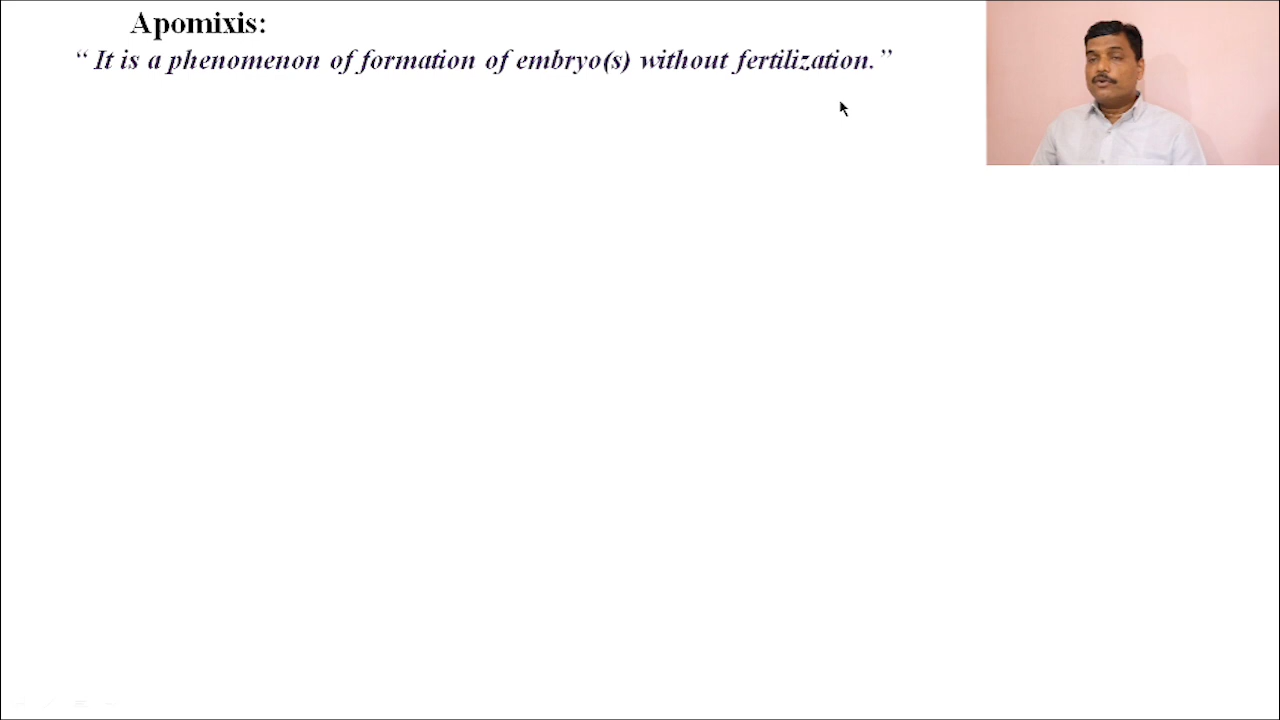 Apomixis:
“ It is a phenomenon of formation of embryo(s) without fertilization.”